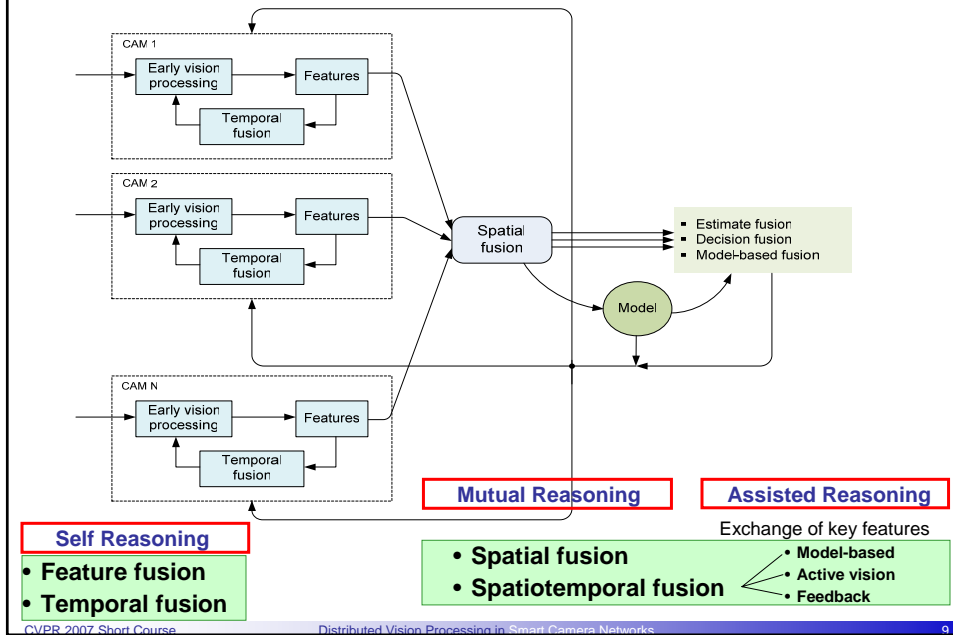 CAM 1
Early vision
processing
Features
Temporal
fusion
CAM 2
Early vision
processing
Features
Temporal
fusion
CAM N
Early vision
processing
Features
Temporal
fusion
Spatial
fusion
▪ Estimate fusion
▪ Decision fusion
▪ Model-based fusion
Model
Self Reasoning
• Feature fusion
• Temporal fusion
Mutual Reasoning
Assisted Reasoning
Exchange of key features
• Spatial fusion
• Spatiotemporal fusion
• Model-based
• Active vision
• Feedback
CVPR 2007 Short Course
Distributed Vision Processing in Smart Camera Networks
9